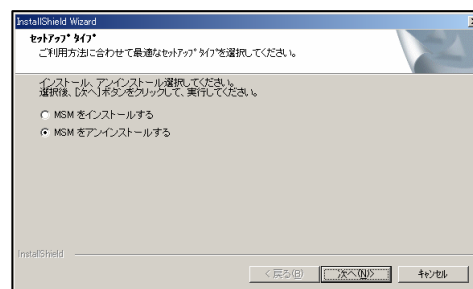 InstallShield Wizard
ｾｯﾄｱｯﾌﾟ ﾀｲﾌﾟ
ご利用方法に合わせて最適なｾｯﾄｱｯﾌﾟ ﾀｲﾌﾟを選択してください。
インストール、アンインストール選択してください。
選択後、[次へ]ボタンをクリックして、実行してください。
MSM をインストールする
MSM をアンインストールする
InstallShield
< 戻る(B)
次へ(N)>
ｷｬﾝｾﾙ